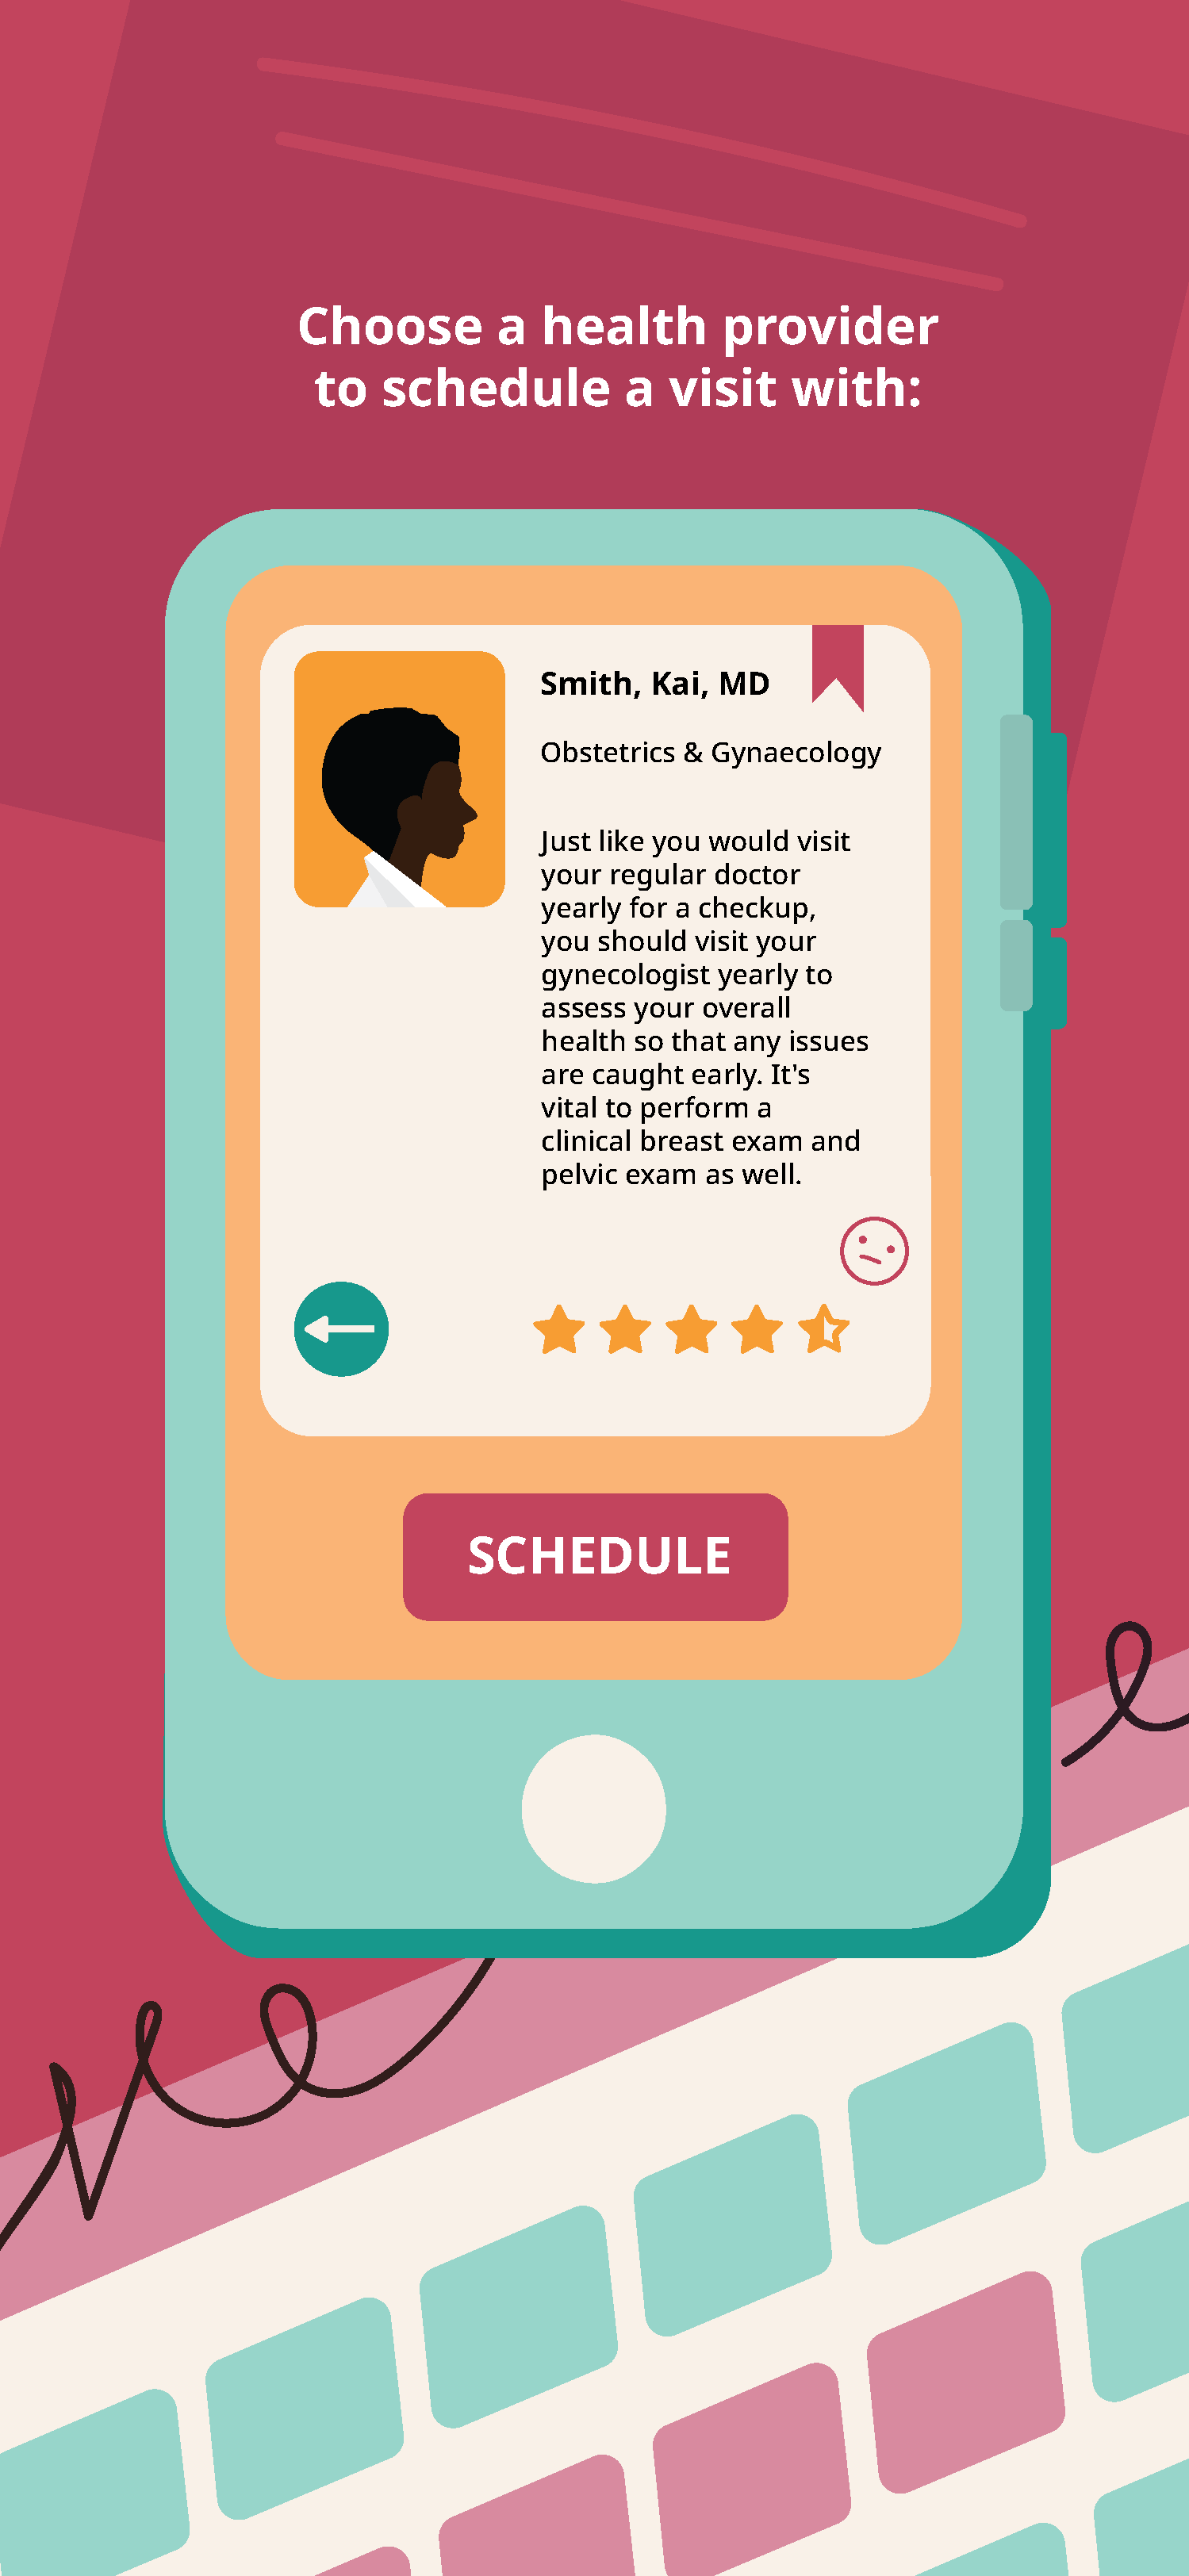 Choose a health provider
to schedule a visit with:
Smith, Kai, MD
Obstetrics & Gynaecology
Just like you would visit
your regular doctor
yearly for a checkup,
you should visit your
gynecologist yearly to
assess your overall
health so that any issues
are caught early. It's
vital to perform a
clinical breast exam and
pelvic exam as well.
SCHEDULE